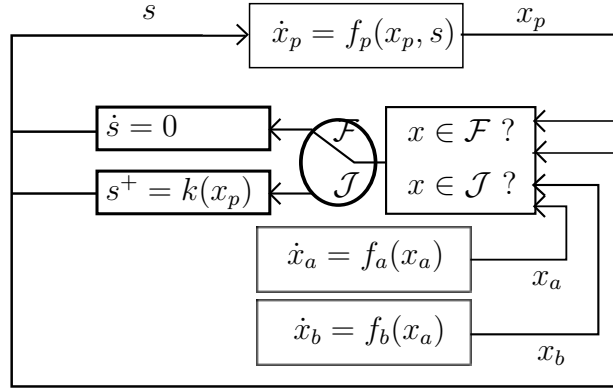 s
ẋ_p = f_p(x_p, s)
x_p
ṡ = 0
ℱ
x ∈ ℱ ?
s⁺ = k(x_p)
𝒥
x ∈ 𝒥 ?
ẋ_a = f_a(x_a)
x_a
ẋ_b = f_b(x_a)
x_b